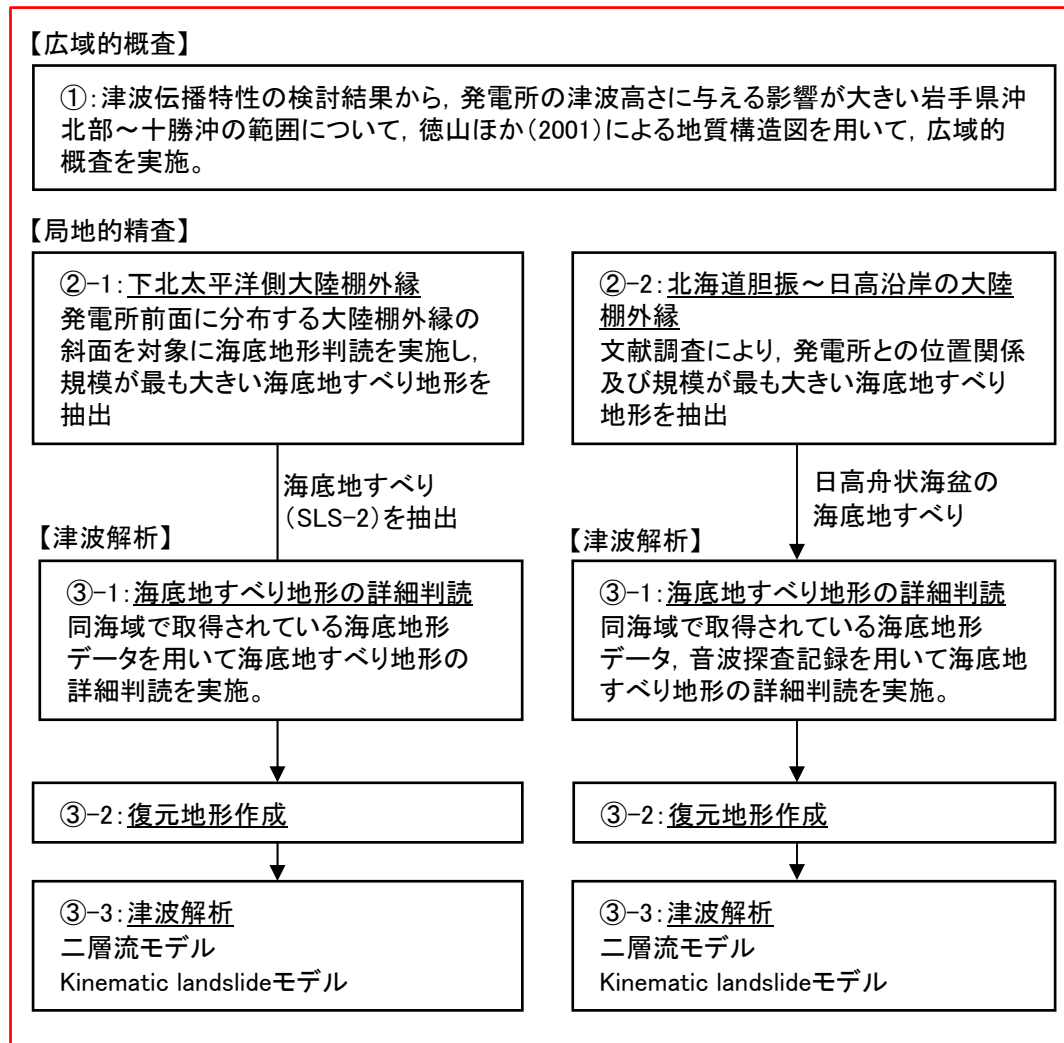 【広域的概査】
①:津波伝播特性の検討結果から，発電所の津波高さに与える影響が大きい岩手県沖
北部～十勝沖の範囲について，徳山ほか(2001)による地質構造図を用いて，広域的
概査を実施。
【局地的精査】
②-1:下北太平洋側大陸棚外縁
発電所前面に分布する大陸棚外縁の
斜面を対象に海底地形判読を実施し，
規模が最も大きい海底地すべり地形を
抽出
②-2:北海道胆振～日高沿岸の大陸
棚外縁
文献調査により，発電所との位置関係
及び規模が最も大きい海底地すべり
地形を抽出
海底地すべり
(SLS-2)を抽出
日高舟状海盆の
海底地すべり
【津波解析】
③-1:海底地すべり地形の詳細判読
同海域で取得されている海底地形
データを用いて海底地すべり地形の
詳細判読を実施。
【津波解析】
③-1:海底地すべり地形の詳細判読
同海域で取得されている海底地形
データ，音波探査記録を用いて海底地
すべり地形の詳細判読を実施。
③-2:復元地形作成
③-2:復元地形作成
③-3:津波解析
二層流モデル
Kinematic landslideモデル
③-3:津波解析
二層流モデル
Kinematic landslideモデル